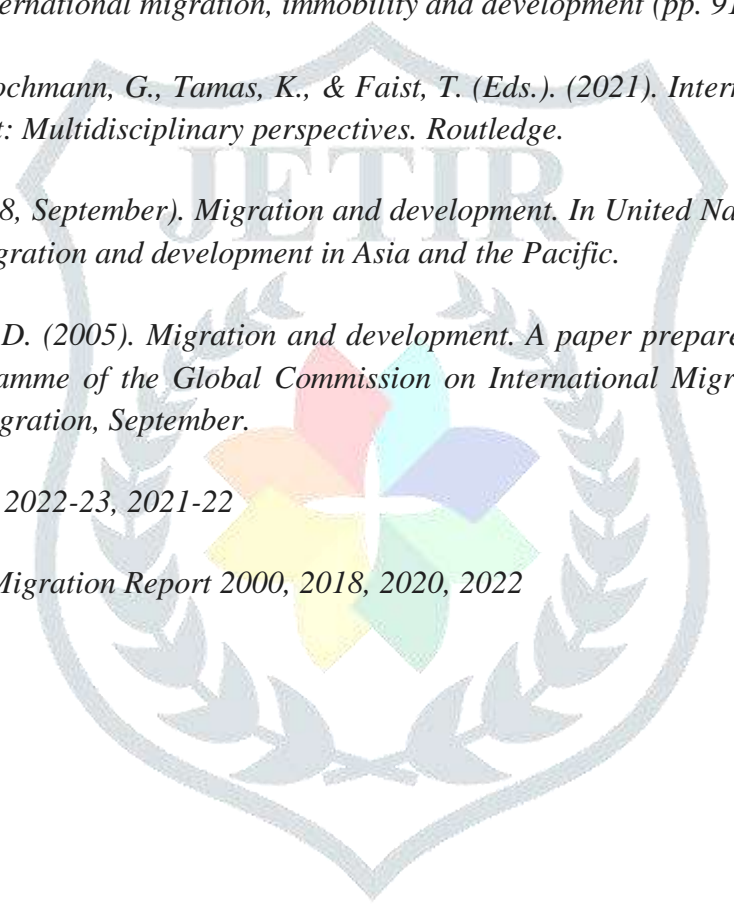 ternational migration, immobility and development (pp. 91
ochmann, G., Tamas, K., & Faist, T. (Eds.). (2021). Intern
t: Multidisciplinary perspectives. Routledge.
JETIR
8, September). Migration and development. In United Na
gration and development in Asia and the Pacific.
D. (2005). Migration and development. A paper prepare
amme of the Global Commission on International Migr
gration, September.
2022-23, 2021-22
Migration Report 2000, 2018, 2020, 2022